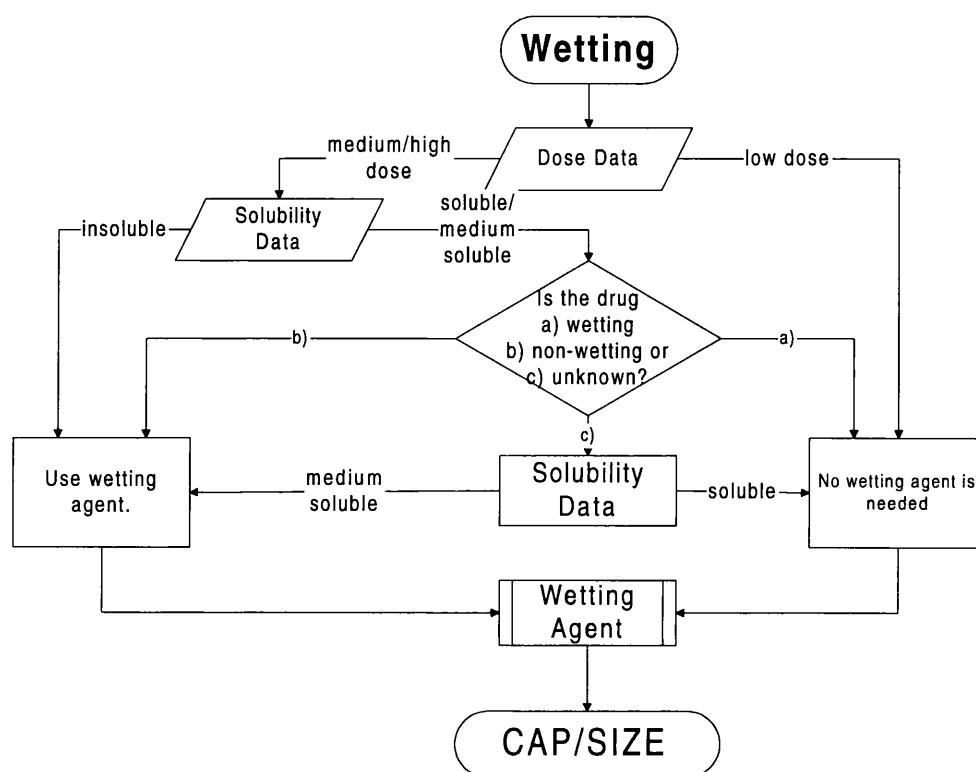 Wetting
medium/high
dose
Dose Data
low dose
insoluble
Solubility
Data
soluble/
medium
soluble
Is the drug
a) wetting
b) non-wetting or
c) unknown?
b)
a)
c)
Use wetting
agent.
medium
soluble
Solubility
Data
soluble
No wetting agent is
needed
Wetting
Agent
CAP/SIZE